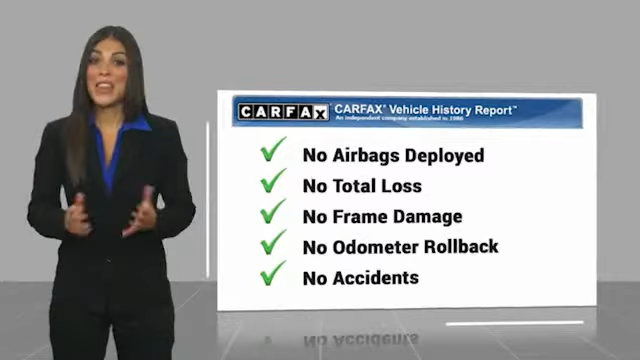 CARFAX CARFAX® Vehicle History Report™
An independent company established in 1986
No Airbags Deployed
No Total Loss
No Frame Damage
No Odometer Rollback
No Accidents